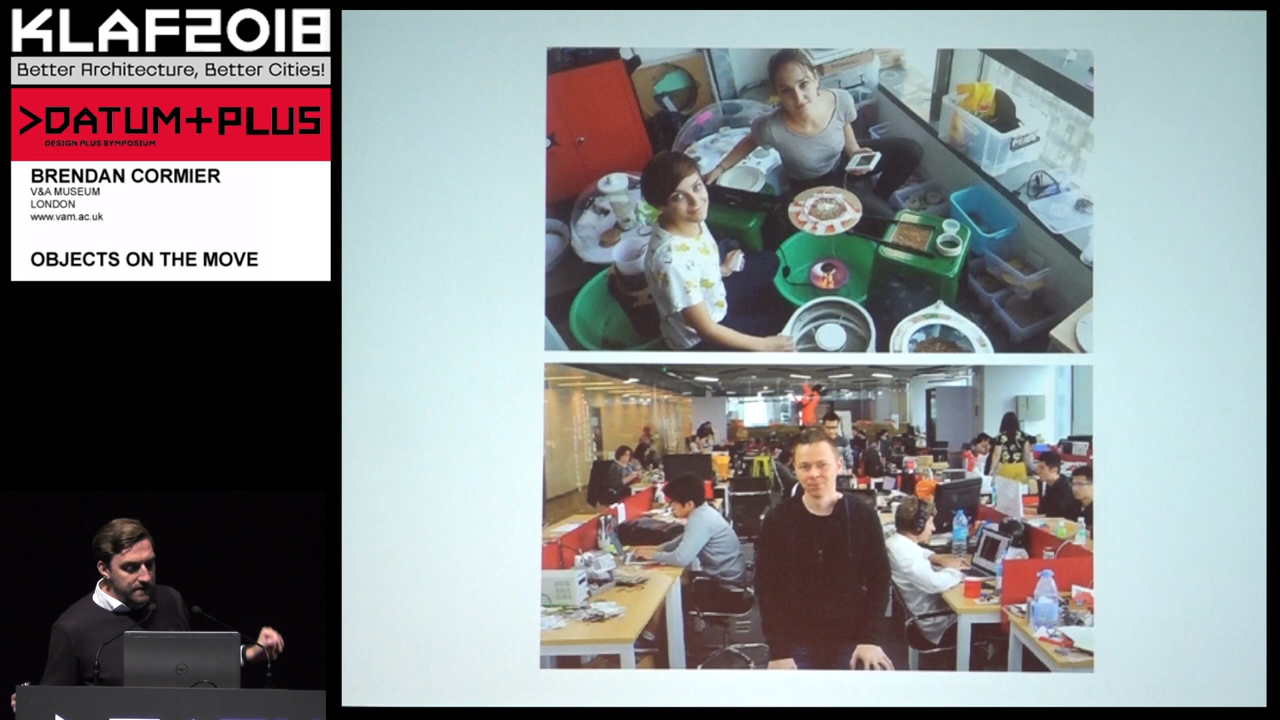 KLAF2018
Better Architecture, Better Cities!
>DATUM+PLUS
DESIGN PLUS SYMPOSIUM
BRENDAN CORMIER
V&A MUSEUM
LONDON
www.vam.ac.uk
OBJECTS ON THE MOVE